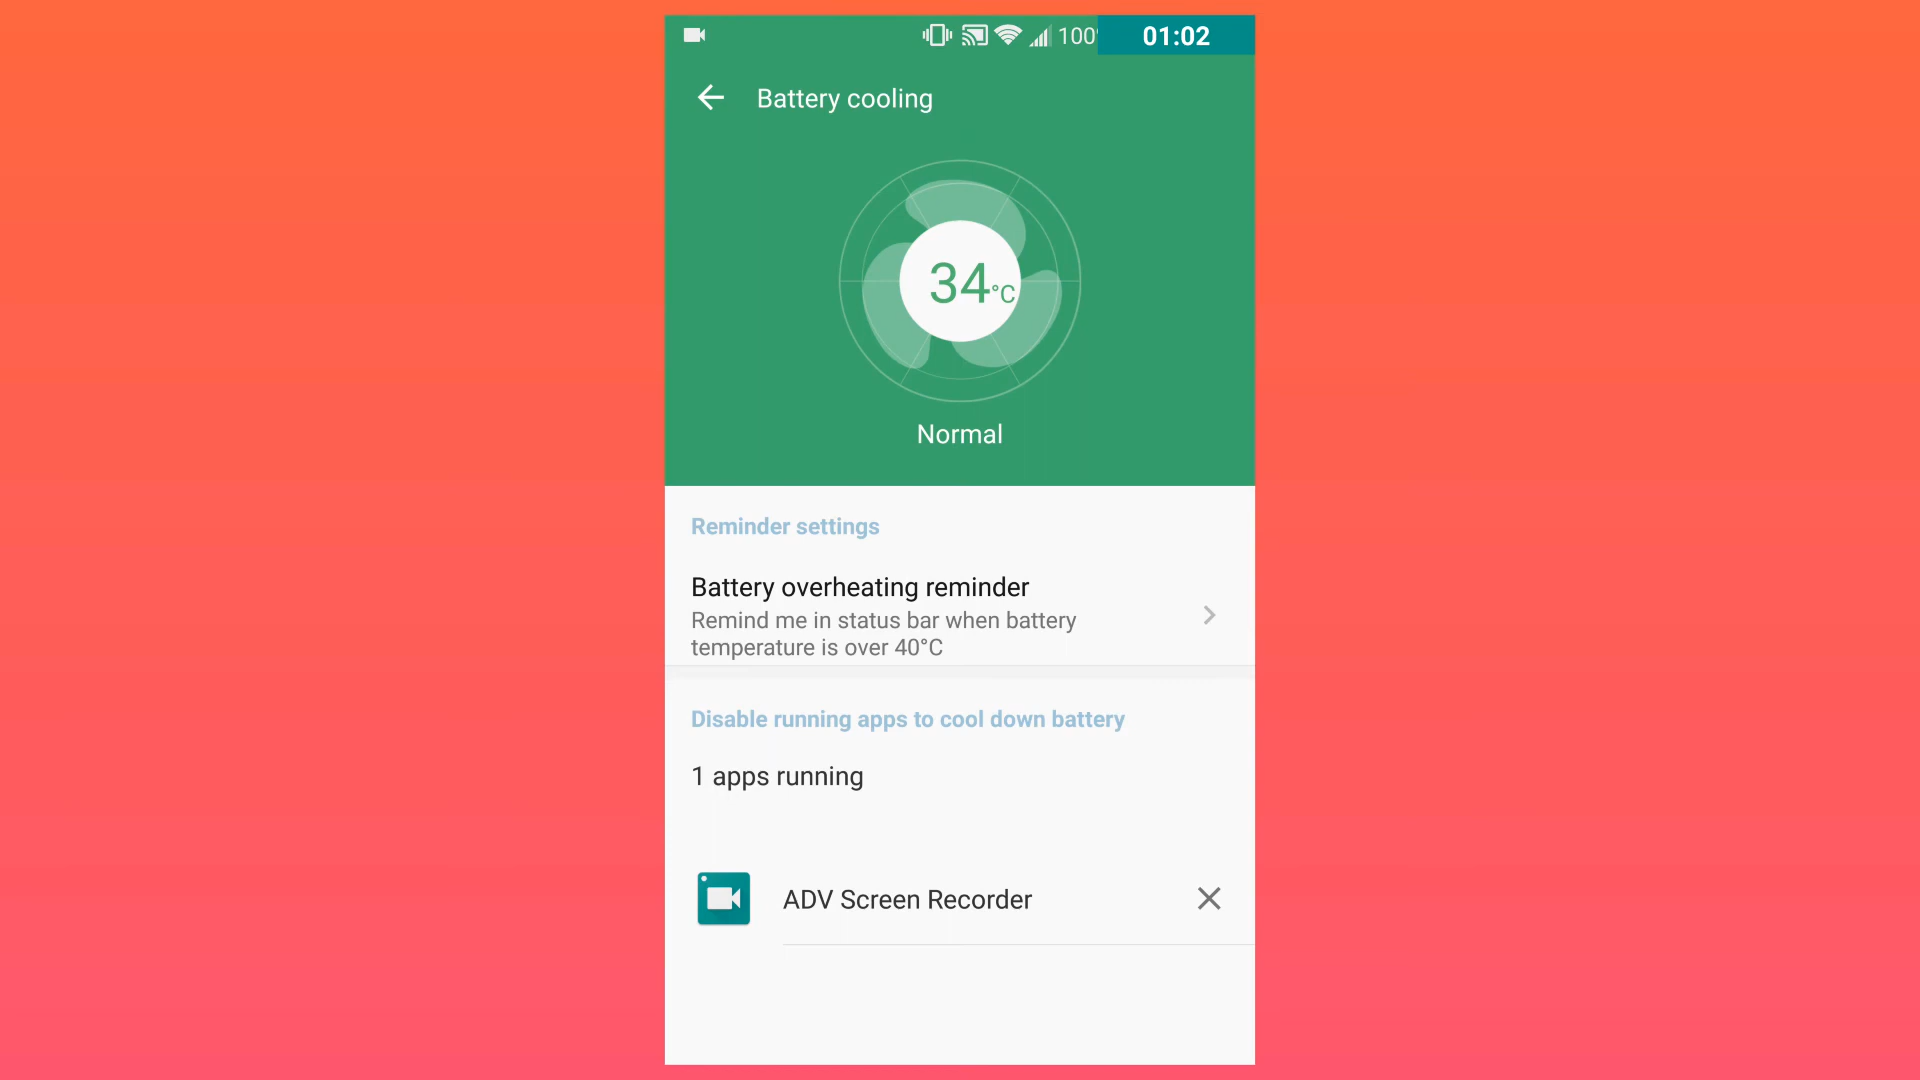 100
01:02
Battery cooling
34°C
Normal
Reminder settings
Battery overheating reminder
Remind me in status bar when battery
temperature is over 40°C
Disable running apps to cool down battery
1 apps running
ADV Screen Recorder